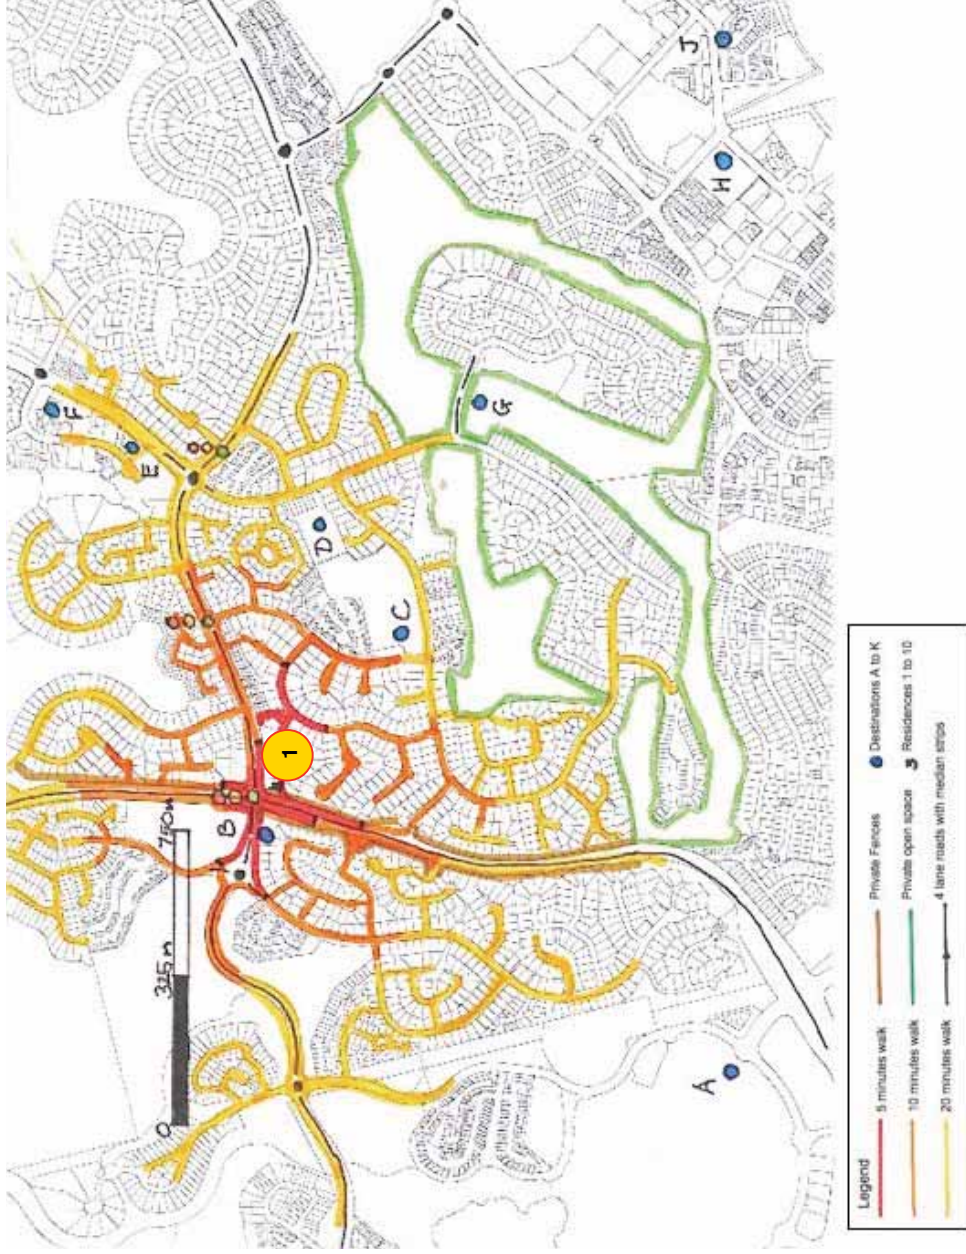 J
H
F
E
G
D
C
1
B
750m
325m
0
A
Legend
5 minutes walk
10 minutes walk
20 minutes walk
Private Fences
Private open space
4 lane roads with median strips
Destinations A to K
3 Residences 1 to 10